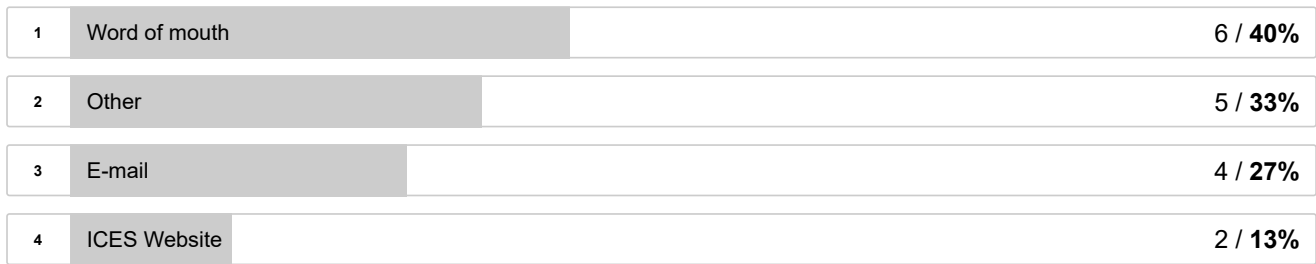 1 Word of mouth 6 / 40%
2 Other 5 / 33%
3 E-mail 4 / 27%
4 ICES Website 2 / 13%